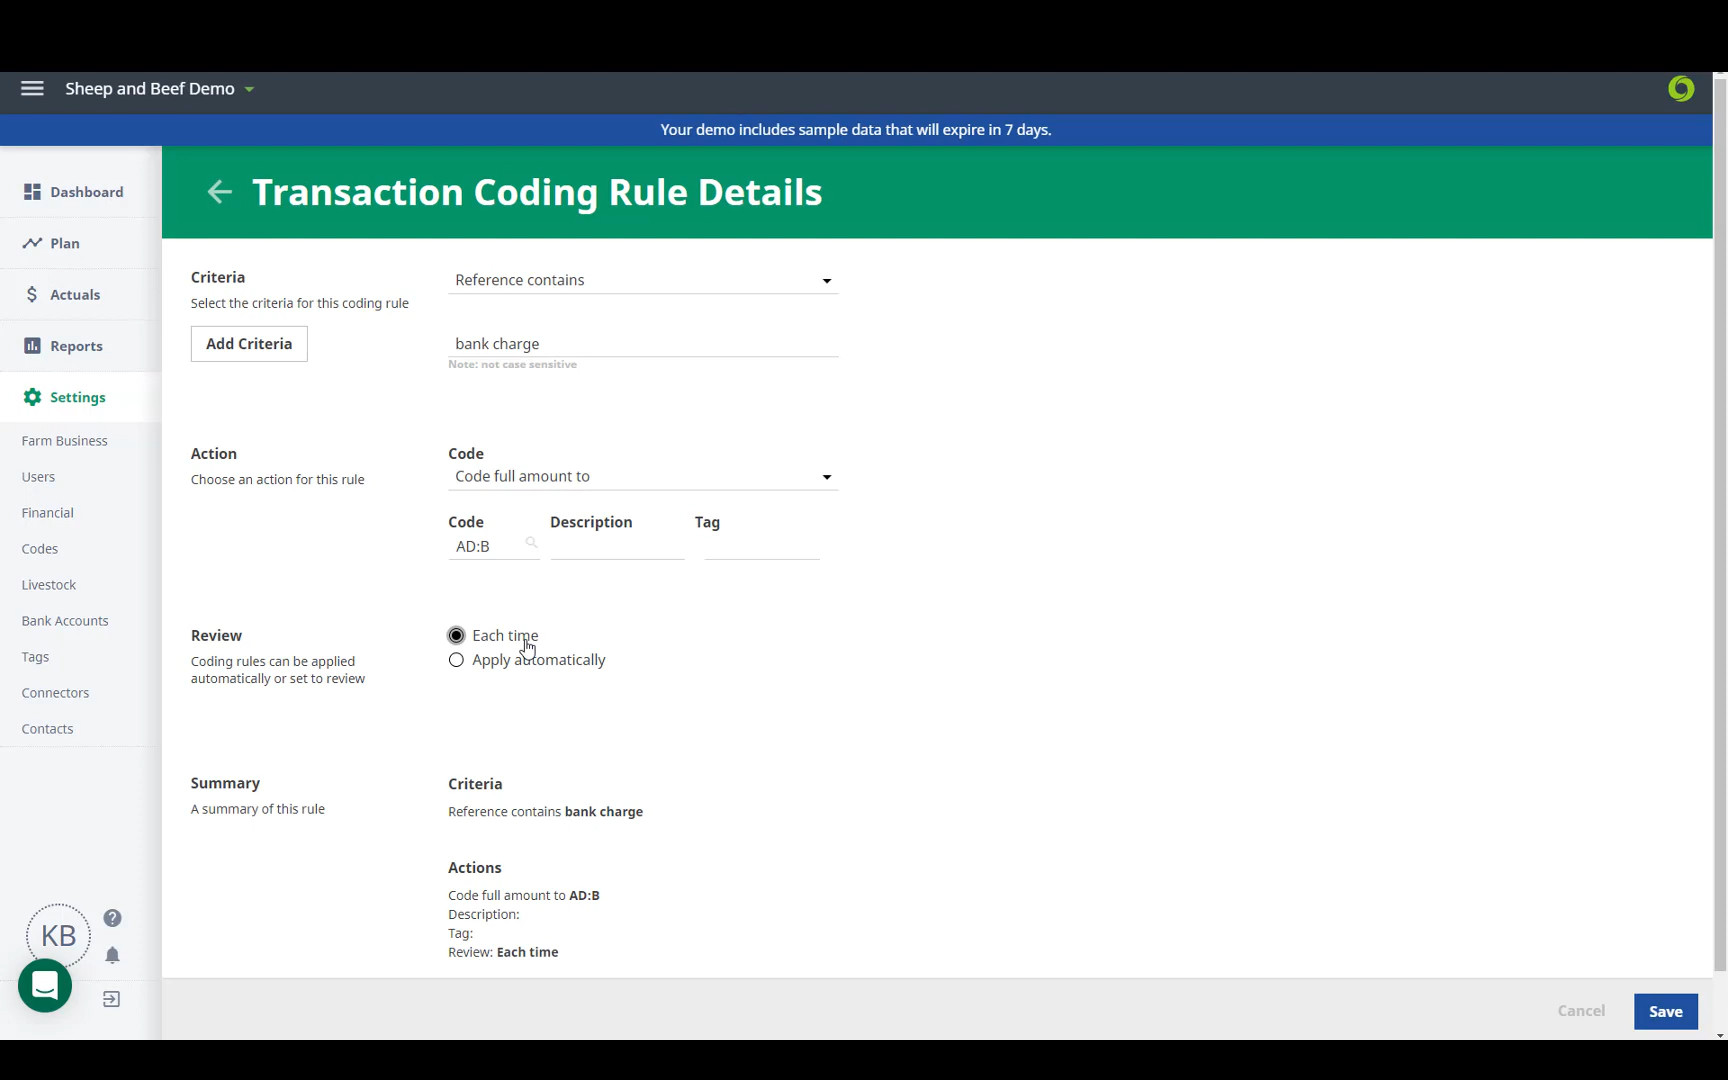 Sheep and Beef Demo
Your demo includes sample data that will expire in 7 days.
Dashboard
Plan
Actuals
Reports
Settings
Farm Business
Users
Financial
Codes
Livestock
Bank Accounts
Tags
Connectors
Contacts
KB
Transaction Coding Rule Details
Criteria
Select the criteria for this coding rule
Add Criteria
Reference contains
bank charge
Note: not case sensitive
Action
Choose an action for this rule
Code
Code full amount to
Code Description Tag
AD:B
Review
Coding rules can be applied
automatically or set to review
Each time
Apply automatically
Summary
A summary of this rule
Criteria
Reference contains bank charge
Actions
Code full amount to AD:B
Description:
Tag:
Review: Each time
Cancel
Save